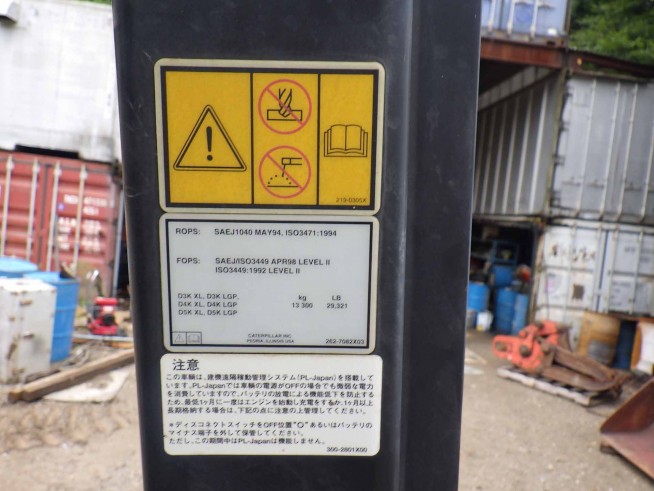 219-0305X
ROPS: SAEJ1040 MAY94, ISO3471:1994
FOPS: SAEJ/ISO3449 APR98 LEVEL II
ISO3449:1992 LEVEL II
D3K XL, D3K LGP, kg LB
D4K XL, D4K LGP, 13 300 29,321
D5K XL, D5K LGP
CATERPILLAR INC.
PEORIA, ILLINOIS USA 262-7082X03
注意
この車輌は、建機遠隔稼動管理システム(PL-Japan)を搭載して
います。PL-Japanでは車輌の電源がOFFの場合でも微弱な電力
を消費していますので、バッテリの放電による機能低下を防止する
ため、最低1ヶ月に一度はエンジンを始動し充電をするか、1ヶ月以上
長期格納する場合は、下記の点に注意の上管理してください。
*ディスコネクトスイッチをOFF位置"O"あるいはバッテリの
マイナス端子を外して保管してください。
ただし、この期間中はPL-Japanは機能しません。
306-2801X00